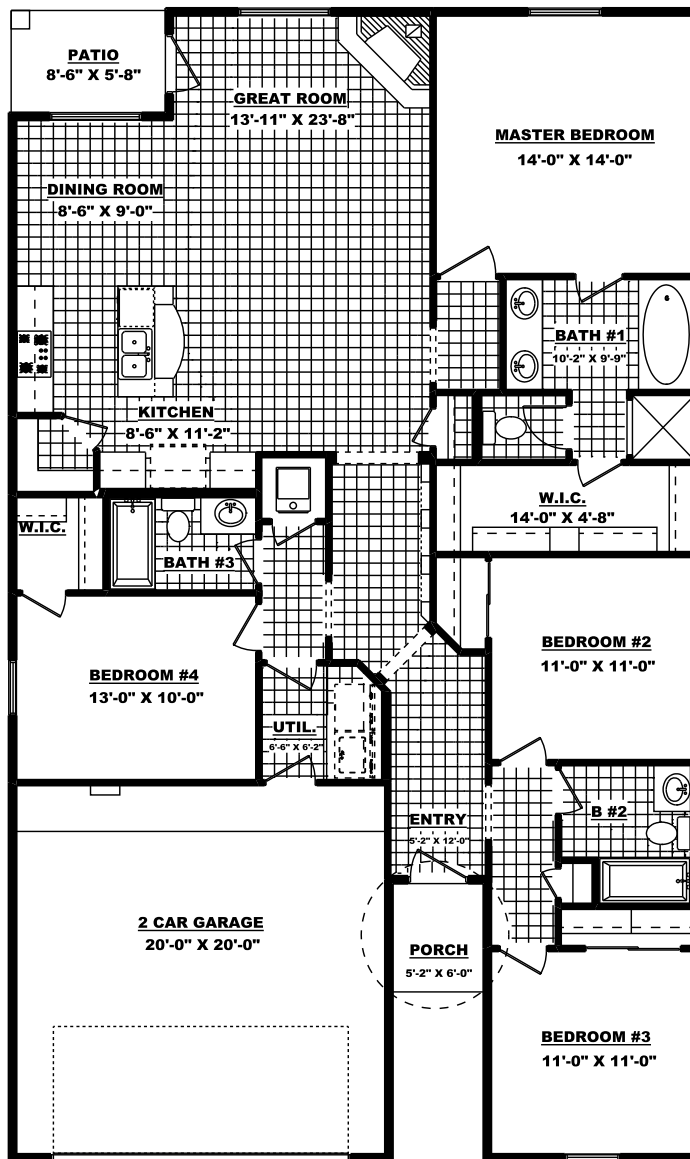 PATIO
8'-6" X 5'-8"
GREAT ROOM
13'-11" X 23'-8"
MASTER BEDROOM
14'-0" X 14'-0"
DINING ROOM
8'-6" X 9'-0"
BATH #1
10'-2" X 9'-9"
KITCHEN
8'-6" X 11'-2"
W.I.C.
14'-0" X 4'-8"
W.I.C.
BATH #3
BEDROOM #2
11'-0" X 11'-0"
BEDROOM #4
13'-0" X 10'-0"
UTIL.
6'-6" X 6'-2"
ENTRY
5'-2" X 12'-0"
B #2
2 CAR GARAGE
20'-0" X 20'-0"
PORCH
5'-2" X 6'-0"
BEDROOM #3
11'-0" X 11'-0"